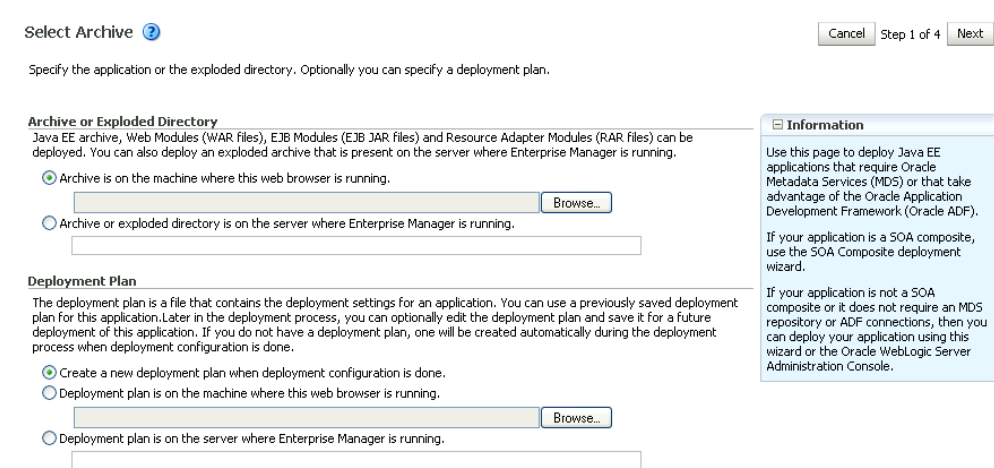 Select Archive
Cancel Step 1 of 4 Next
Specify the application or the exploded directory. Optionally you can specify a deployment plan.
Archive or Exploded Directory
Java EE archive, Web Modules (WAR files), EJB Modules (EJB JAR files) and Resource Adapter Modules (RAR files) can be
deployed. You can also deploy an exploded archive that is present on the server where Enterprise Manager is running.
Archive is on the machine where this web browser is running.
Browse...
Archive or exploded directory is on the server where Enterprise Manager is running.
Deployment Plan
The deployment plan is a file that contains the deployment settings for an application. You can use a previously saved deployment
plan for this application.Later in the deployment process, you can optionally edit the deployment plan and save it for a future
deployment of this application. If you do not have a deployment plan, one will be created automatically during the deployment
process when deployment configuration is done.
Create a new deployment plan when deployment configuration is done.
Deployment plan is on the machine where this web browser is running.
Browse...
Deployment plan is on the server where Enterprise Manager is running.
Information
Use this page to deploy Java EE
applications that require Oracle
Metadata Services (MDS) or that take
advantage of the Oracle Application
Development Framework (Oracle ADF).
If your application is a SOA composite,
use the SOA Composite deployment
wizard.
If your application is not a SOA
composite or it does not require an MDS
repository or ADF connections, then you
can deploy your application using this
wizard or the Oracle WebLogic Server
Administration Console.